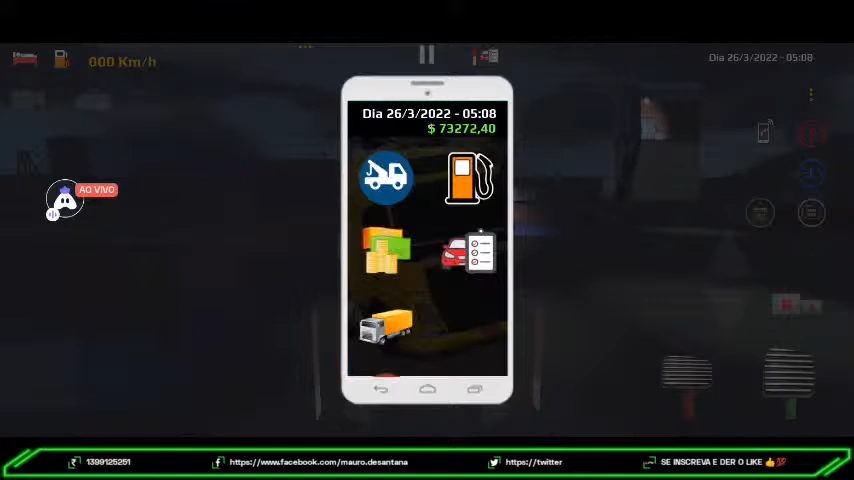 000 Km/h
Dia 26/3/2022 - 05:08
Dia 26/3/2022 - 05:08
$ 73272,40
AO VIVO
1399125251
https://www.facebook.com/mauro.desantana
https://twitter
SE INSCREVA E DER O LIKE 👍💯